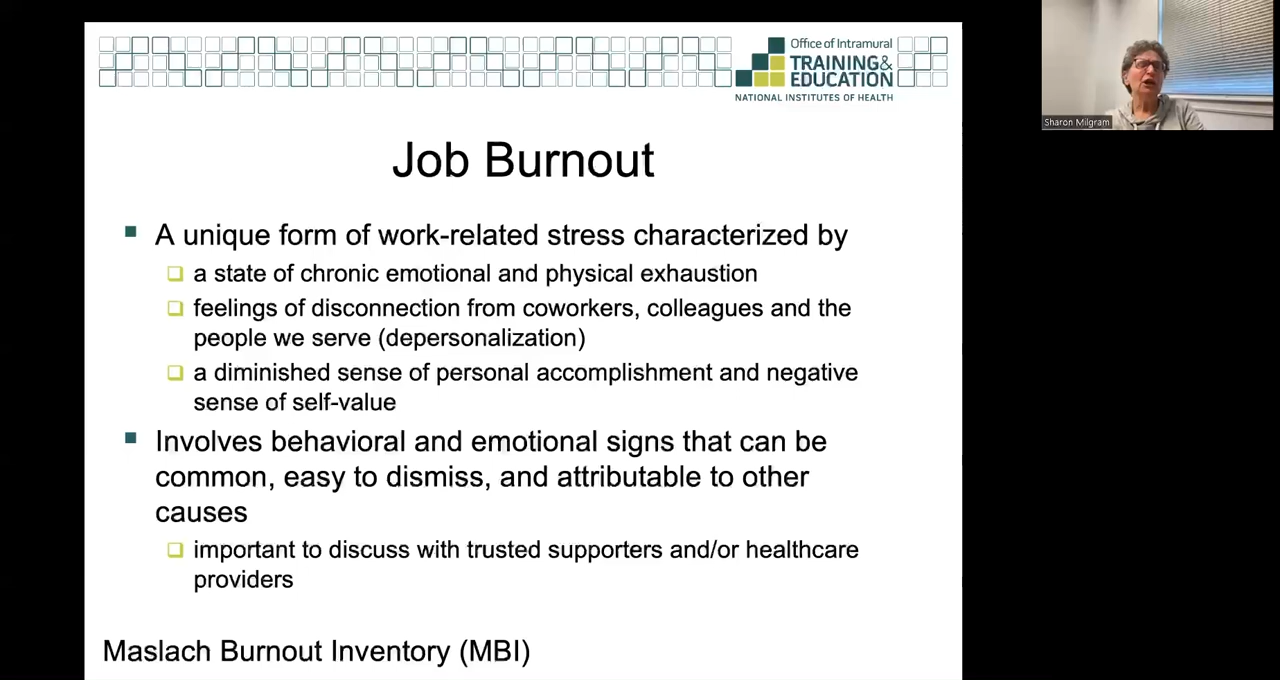 Office of Intramural
TRAINING&
EDUCATION
NATIONAL INSTITUTES OF HEALTH
Sharon Milgram
Job Burnout
A unique form of work-related stress characterized by
a state of chronic emotional and physical exhaustion
feelings of disconnection from coworkers, colleagues and the
people we serve (depersonalization)
a diminished sense of personal accomplishment and negative
sense of self-value
Involves behavioral and emotional signs that can be
common, easy to dismiss, and attributable to other
causes
important to discuss with trusted supporters and/or healthcare
providers
Maslach Burnout Inventory (MBI)